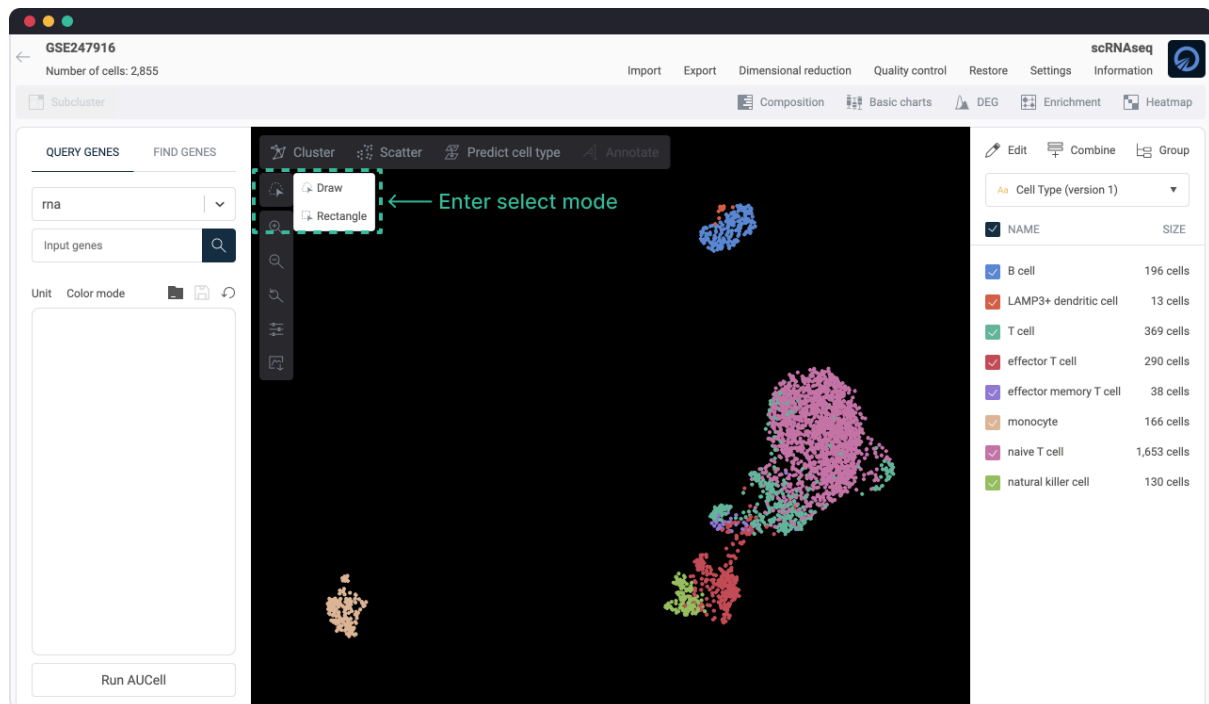 GSE247916
Number of cells: 2,855
scRNAseq
Import Export Dimensional reduction Quality control Restore Settings Information
Subcluster
Composition Basic charts DEG Enrichment Heatmap
QUERY GENES FIND GENES
rna
Input genes
Unit Color mode
Run AUCell
Cluster Scatter Predict cell type Annotate
Draw
Rectangle
Enter select mode
Edit Combine Group
Aa Cell Type (version 1)
NAME SIZE
B cell 196 cells
LAMP3+ dendritic cell 13 cells
T cell 369 cells
effector T cell 290 cells
effector memory T cell 38 cells
monocyte 166 cells
naive T cell 1,653 cells
natural killer cell 130 cells